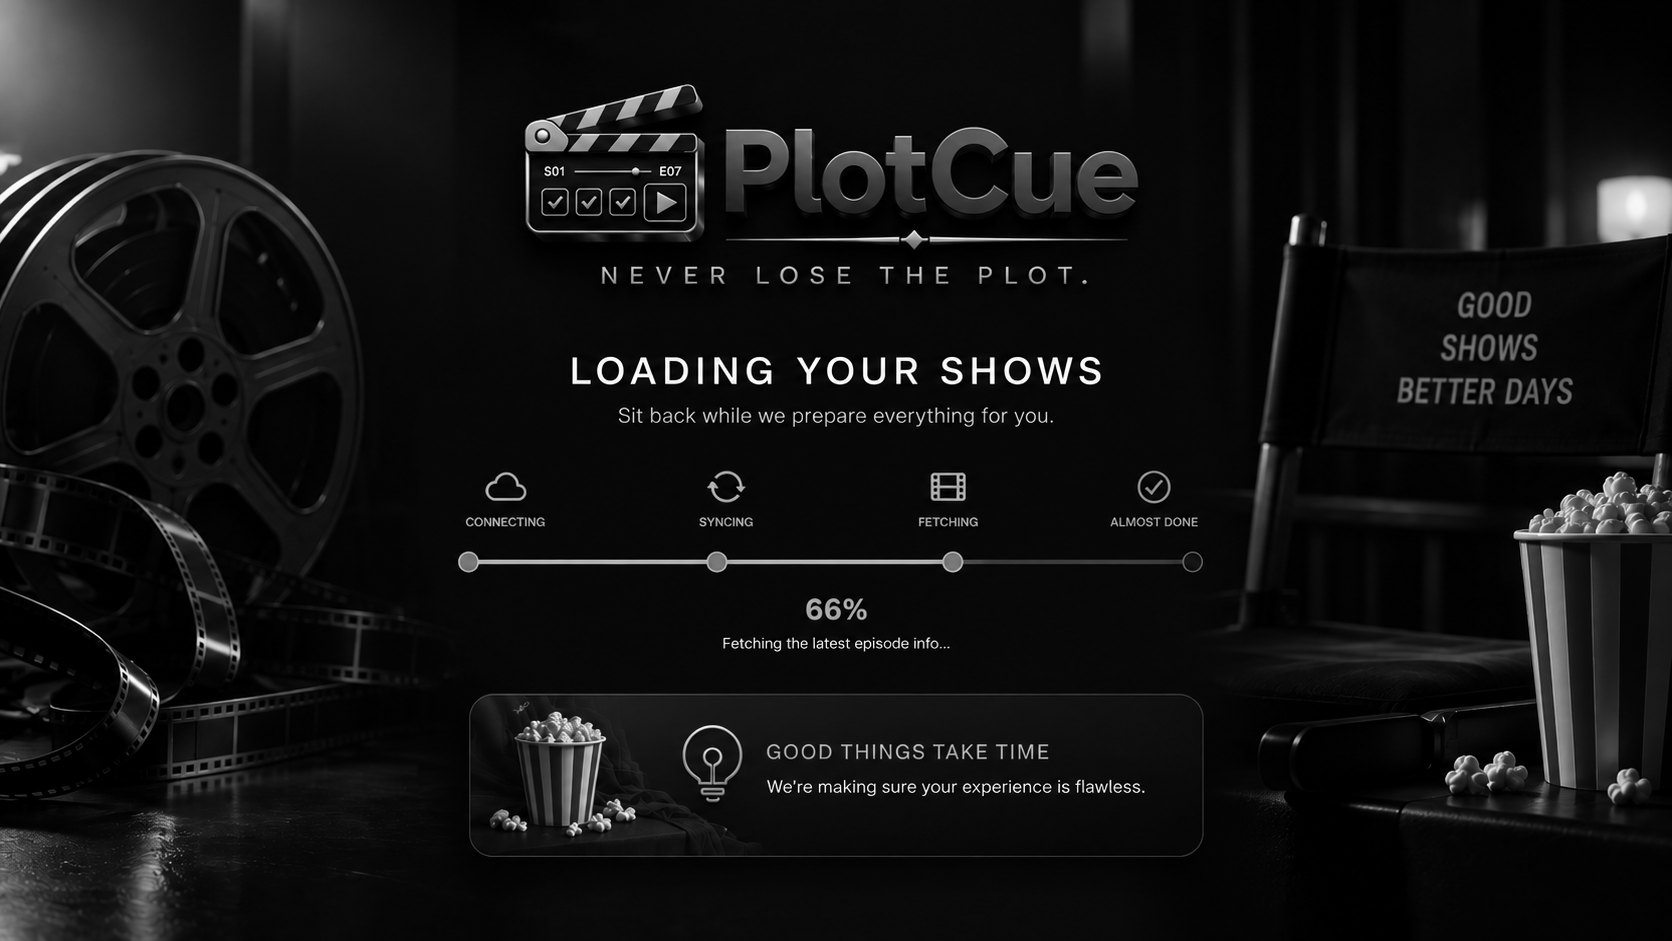 S01 E07
PlotCue
NEVER LOSE THE PLOT.
LOADING YOUR SHOWS
Sit back while we prepare everything for you.
CONNECTING
SYNCING
FETCHING
ALMOST DONE
66%
Fetching the latest episode info...
GOOD THINGS TAKE TIME
We're making sure your experience is flawless.
GOOD
SHOWS
BETTER DAYS